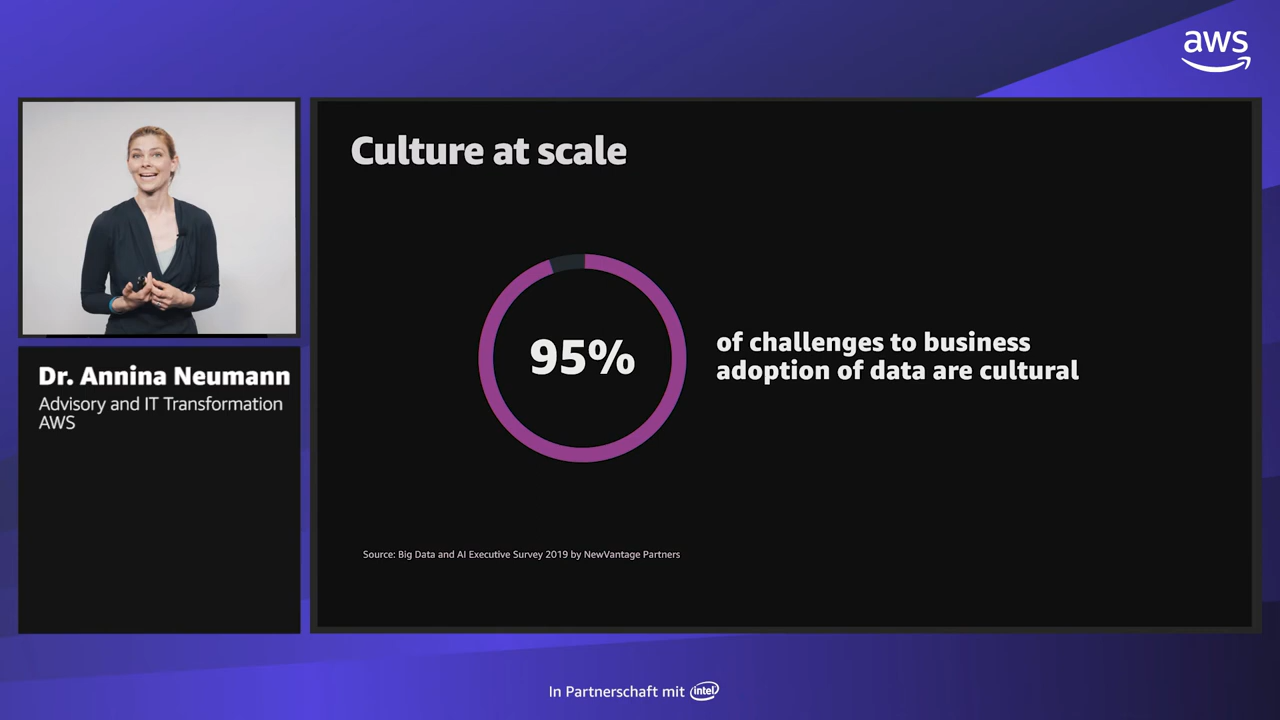 aws
Culture at scale
95%
of challenges to business
adoption of data are cultural
Dr. Annina Neumann
Advisory and IT Transformation
AWS
Source: Big Data and AI Executive Survey 2019 by NewVantage Partners
In Partnerschaft mit intel